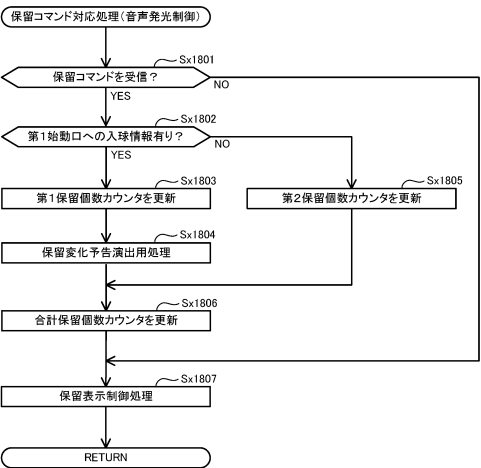 保留コマンド対応処理(音声発光制御)
Sx1801
保留コマンドを受信？
NO
YES
Sx1802
第1始動口への入球情報有り？
NO
YES
Sx1803
第1保留個数カウンタを更新
Sx1805
第2保留個数カウンタを更新
Sx1804
保留変化予告演出用処理
Sx1806
合計保留個数カウンタを更新
Sx1807
保留表示制御処理
RETURN